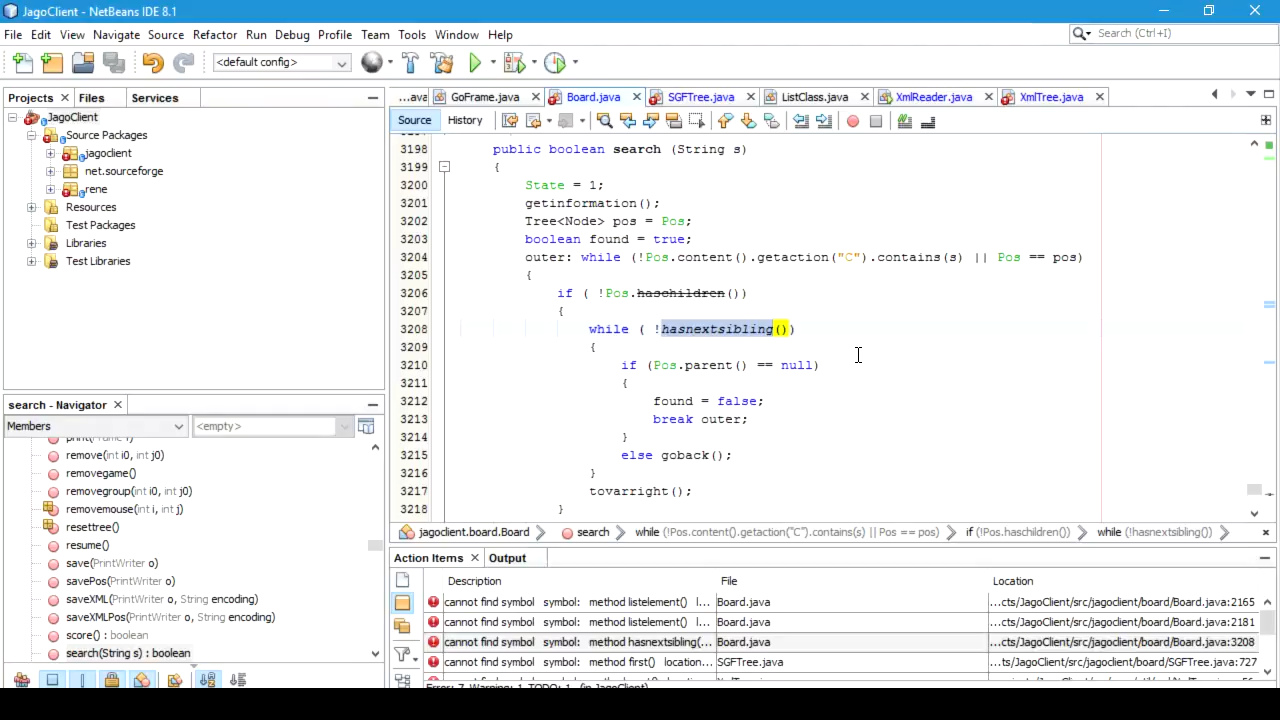 JagoClient - NetBeans IDE 8.1
File Edit View Navigate Source Refactor Run Debug Profile Team Tools Window Help
Search (Ctrl+I)
<default config>
Projects Files Services
...ava GoFrame.java Board.java SGFTree.java ListClass.java XmlReader.java XmlTree.java
Source History
JagoClient
Source Packages
jagoclient
net.sourceforge
rene
Resources
Test Packages
Libraries
Test Libraries
3198 public boolean search (String s)
3199 {
3200 State = 1;
3201 getinformation();
3202 Tree<Node> pos = Pos;
3203 boolean found = true;
3204 outer: while (!Pos.content().getaction("C").contains(s) || Pos == pos)
3205 {
3206 if ( !Pos.haschildren())
3207 {
3208 while ( !hasnextsibling())
3209 {
3210 if (Pos.parent() == null)
3211 {
3212 found = false;
3213 break outer;
3214 }
3215 else goback();
3216 }
3217 tovarright();
3218 }
search - Navigator
Members <empty>
print(Frame f)
remove(int i0, int j0)
removegame()
removegroup(int i0, int j0)
removemouse(int i, int j)
resettree()
resume()
save(PrintWriter o)
savePos(PrintWriter o)
saveXML(PrintWriter o, String encoding)
saveXMLPos(PrintWriter o, String encoding)
score() : boolean
search(String s) : boolean
jagoclient.board.Board search while (!Pos.content().getaction("C").contains(s) || Pos == pos) if (!Pos.haschildren()) while (!hasnextsibling())
Action Items Output
Description File Location
cannot find symbol symbol: method listelement() l... Board.java ...cts/JagoClient/src/jagoclient/board/Board.java:2165
cannot find symbol symbol: method listelement() l... Board.java ...cts/JagoClient/src/jagoclient/board/Board.java:2181
cannot find symbol symbol: method hasnextsibling(... Board.java ...cts/JagoClient/src/jagoclient/board/Board.java:3208
cannot find symbol symbol: method first() location... SGFTree.java ...ts/JagoClient/src/jagoclient/board/SGFTree.java:727